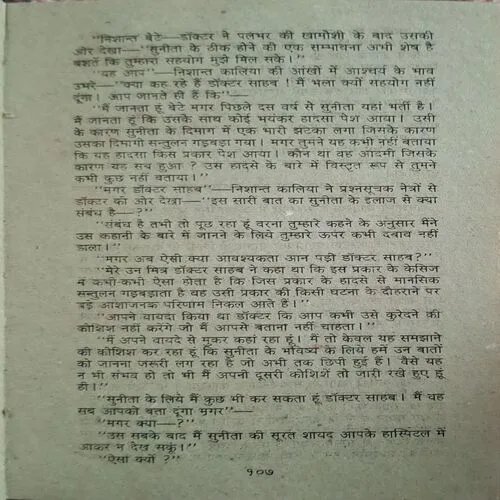 "निशान्त बेटे—डॉक्टर ने पलभर की खामोशी के बाद उसकी
ओर देखा—"सुनीता के ठीक होने की एक सम्भावना अभी शेष है
बशर्ते कि तुम्हारा सहयोग मुझे मिल सके।"
"यह आप"—निशान्त कालिया की आंखों में आश्चर्य के भाव
उभरे—"क्या कह रहे हैं डॉक्टर साहब ! मैं भला क्यों सहयोग नहीं
दूंगा। आप जानते सी हैं कि—"
"मैं जानता हूं बेटे मगर पिछले दस वर्ष से सुनीता यहां भर्ती है।
मैं जानता हूं कि उसके साथ कोई भयंकर हादसा पेश आया। उसी
के कारण सुनीता के दिमाग में एक भारी झटका लगा जिसके कारण
उसका दिमागी सन्तुलन गड़बड़ा गया। मगर तुमने यह कभी नहीं बताया
कि यह हादसा किस प्रकार पेश आया। कौन था वह आदमी जिसके
कारण यह सब हुआ ? उस हादसे के बारे में विस्तृत रूप से तुमने
कभी कुछ नहीं बताया।"
"मगर डॉक्टर साहब"—निशान्त कालिया ने प्रश्नसूचक नेत्रों से
डॉक्टर की ओर देखा—"इस सारी बात का सुनीता के इलाज से क्या
संबंध है—?"
"संबंध है तभी तो पूछ रहा हूं वरना तुम्हारे कहने के अनुसार मैंने
उस कहानी के बारे में जानने के लिये तुम्हारे ऊपर कभी दबाव नहीं
डाला।"
"मगर अब ऐसी क्या आवश्यकता आन पड़ी डॉक्टर साहब?"
"मेरे उन मित्र डॉक्टर साहब ने कहा था कि इस प्रकार के केसिज
में कभी-कभी ऐसा होता है कि जिस प्रकार के हादसे से मानसिक
सन्तुलन गड़बड़ाता है वह उसी प्रकार की किसी घटना के दौहराने पर
बड़े आशाजनक परिणाम निकल आते हैं।"
"आपने वायदा किया था डॉक्टर कि आप कभी उसे कुरेदने की
कोशिश नहीं करेंगे जो मैं आपसे बताना नहीं चाहता।"
"मैं अपने वायदे से मुकर कहां रहा हूं। मैं तो केवल यह समझाने
की कोशिश कर रहा हूं कि सुनीता के भविष्य के लिये हमें उन बातों
को जानना जरूरी लग रहा है जो अभी तक छिपी हुई हैं। वैसे यह
न भी संभव हो तो भी मैं अपनी दूसरी कोशिशें तो जारी रखे हुए हूं
ही।"
"सुनीता के लिये मैं कुछ भी कर सकता हूं डॉक्टर साहब। मैं यह
सब आपको बता दूंगा मगर"—
"मगर क्या—?"
"उस सबके बाद मैं सुनीता की सूरत शायद आपके हास्पिटल में
आकर न देख सकूं।"
"ऐसा क्यों ?"
१०७